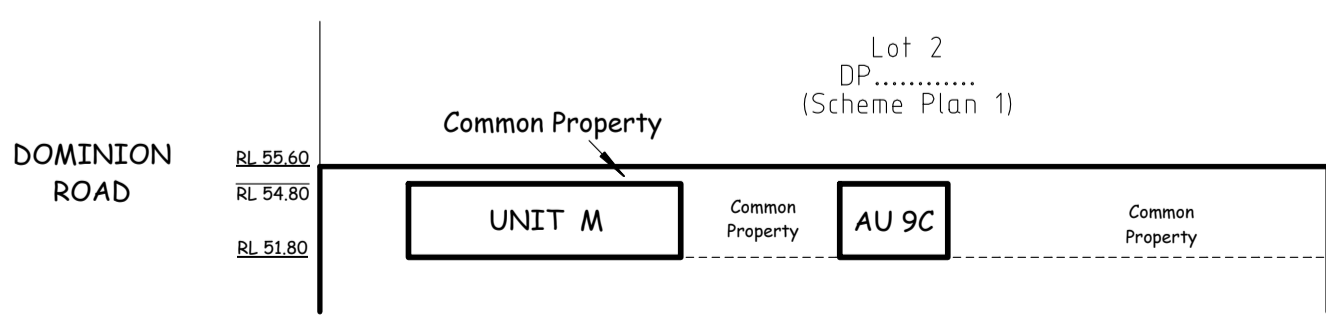 Lot 2
DP............
(Scheme Plan 1)
Common Property
DOMINION
ROAD
RL 55.60
RL 54.80
RL 51.80
UNIT M
Common
Property
AU 9C
Common
Property